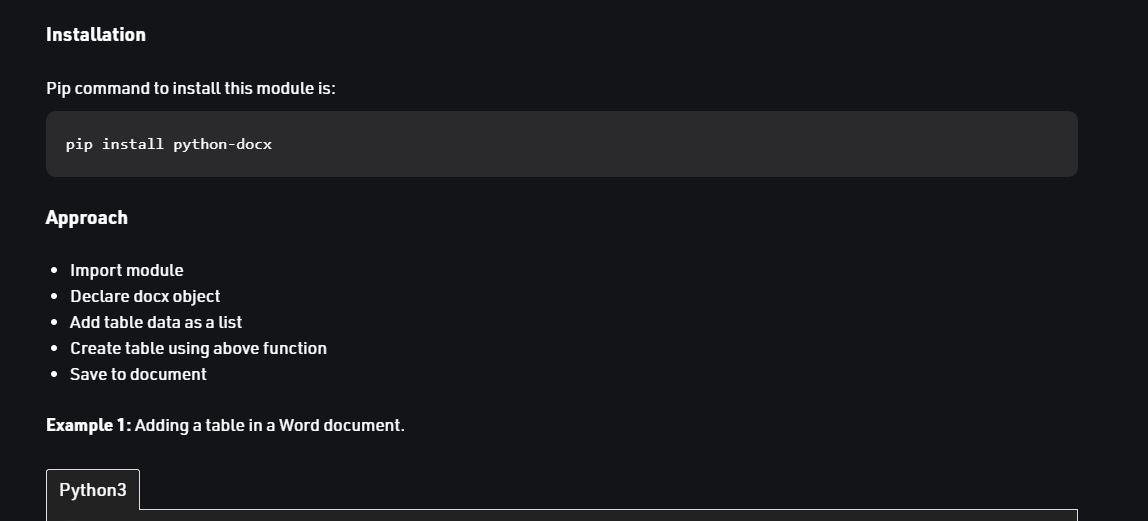 Installation
Pip command to install this module is:
pip install python-docx
Approach
Import module
Declare docx object
Add table data as a list
Create table using above function
Save to document
Example 1: Adding a table in a Word document.
Python3